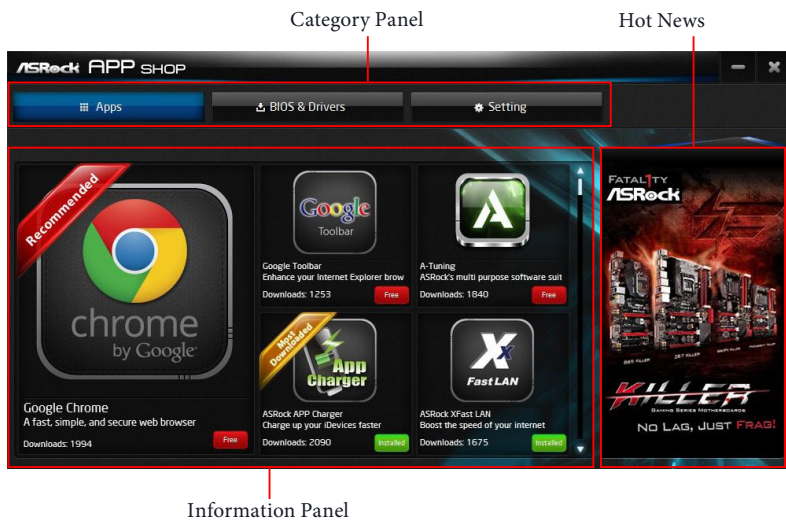 Category Panel
Hot News
ASRock APP SHOP
Apps
BIOS & Drivers
Setting
Recommended
chrome
by Google
Google Chrome
A fast, simple, and secure web browser
Downloads: 1994
Free
Google
Toolbar
Google Toolbar
Enhance your Internet Explorer brow
Downloads: 1253
Free
A-Tuning
ASRock's multi purpose software suit
Downloads: 1840
Free
Most
Downloaded
App
Charger
ASRock APP Charger
Charge up your iDevices faster
Downloads: 2090
Installed
X
Fast LAN
ASRock XFast LAN
Boost the speed of your internet
Downloads: 1675
Installed
FATAL1TY
ASRock
KILLER
GAMING SERIES MOTHERBOARDS
NO LAG, JUST FRAG!
Information Panel